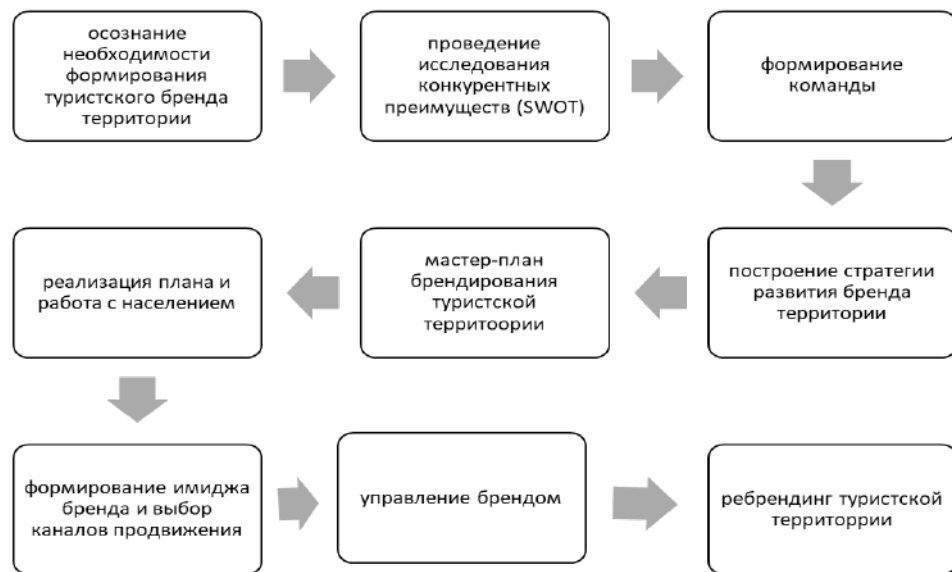 осознание
необходимости
формирования
туристского бренда
территории
проведение
исследования
конкурентных
преимуществ (SWOT)
формирование
команды
построение стратегии
развития бренда
территории
мастер-план
брендирования
туристской
территоории
реализация плана и
работа с населением
формирование имиджа
бренда и выбор
каналов продвижения
управление брендом
ребрендинг туристской
территоррии